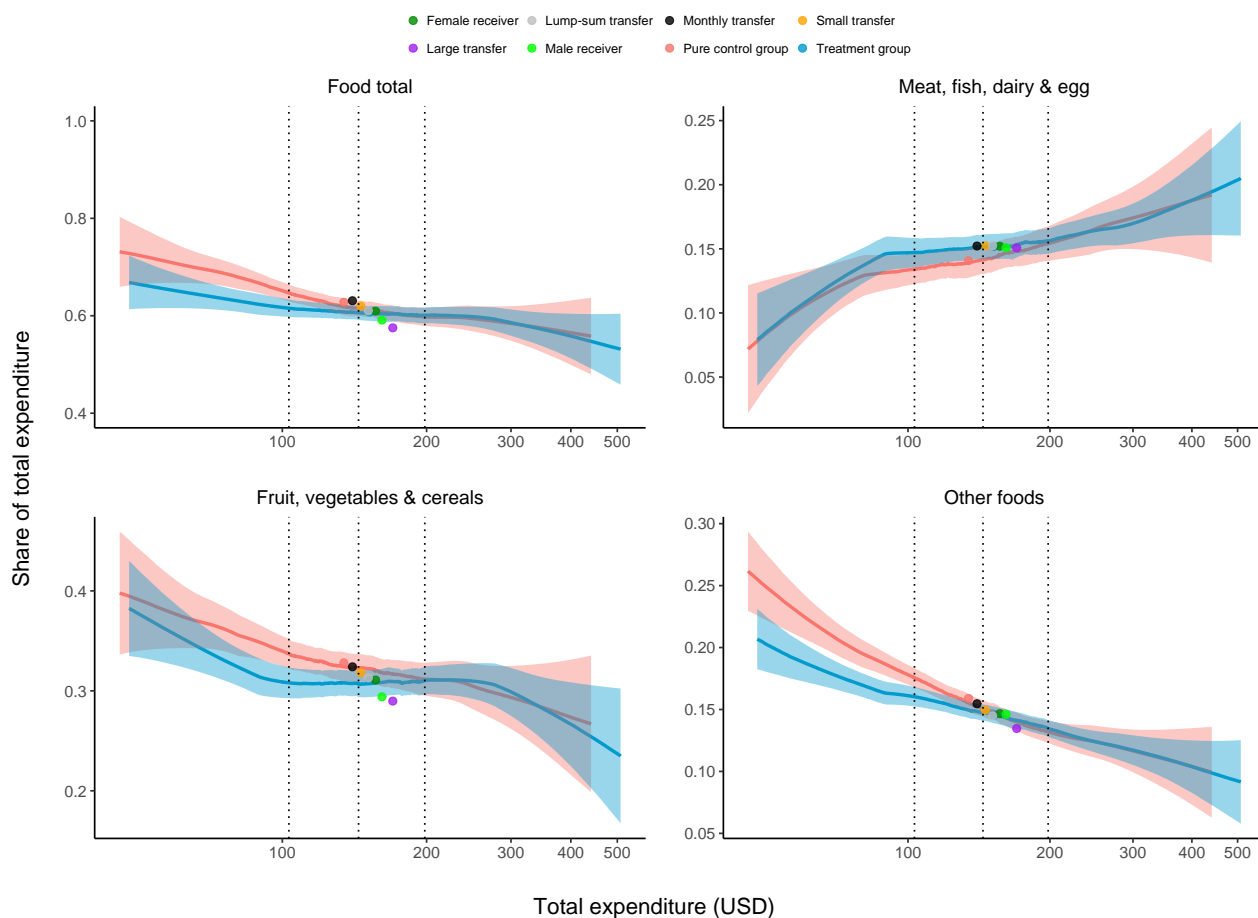 Female receiver Lump-sum transfer Monthly transfer Small transfer
Large transfer Male receiver Pure control group Treatment group
Food total
1.0
0.8
0.6
0.4
100 200 300 400 500
Meat, fish, dairy & egg
0.25
0.20
0.15
0.10
0.05
100 200 300 400 500
Share of total expenditure
Fruit, vegetables & cereals
0.4
0.3
0.2
100 200 300 400 500
Other foods
0.30
0.25
0.20
0.15
0.10
0.05
100 200 300 400 500
Total expenditure (USD)